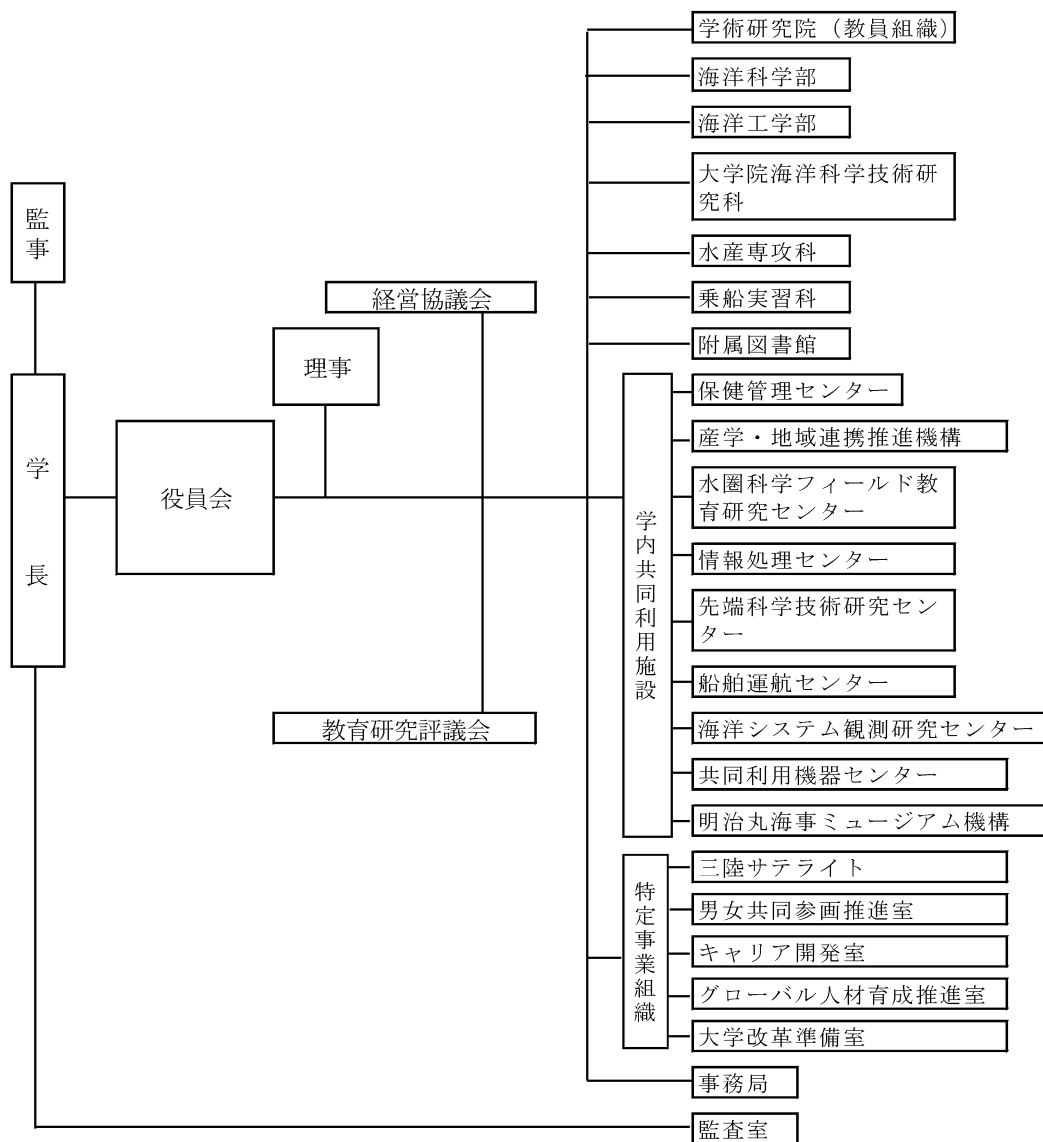 学術研究院（教員組織）
海洋科学部
海洋工学部
大学院海洋科学技術研
究科
水産専攻科
乗船実習科
附属図書館
監事
学長
役員会
理事
経営協議会
教育研究評議会
学内共同利用施設
保健管理センター
産学・地域連携推進機構
水圏科学フィールド教
育研究センター
情報処理センター
先端科学技術研究セン
ター
船舶運航センター
海洋システム観測研究センター
共同利用機器センター
明治丸海事ミュージアム機構
特定事業組織
三陸サテライト
男女共同参画推進室
キャリア開発室
グローバル人材育成推進室
大学改革準備室
事務局
監査室